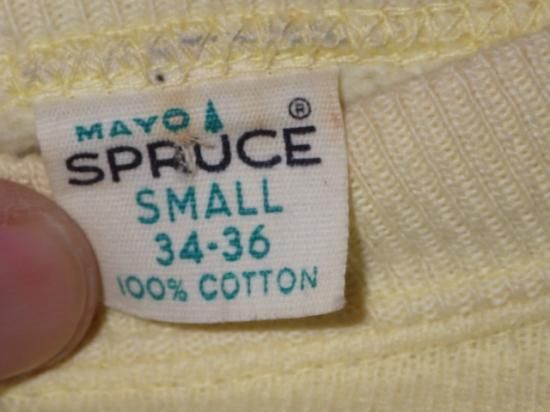 MAYO ®
SPRUCE
SMALL
34-36
100% COTTON